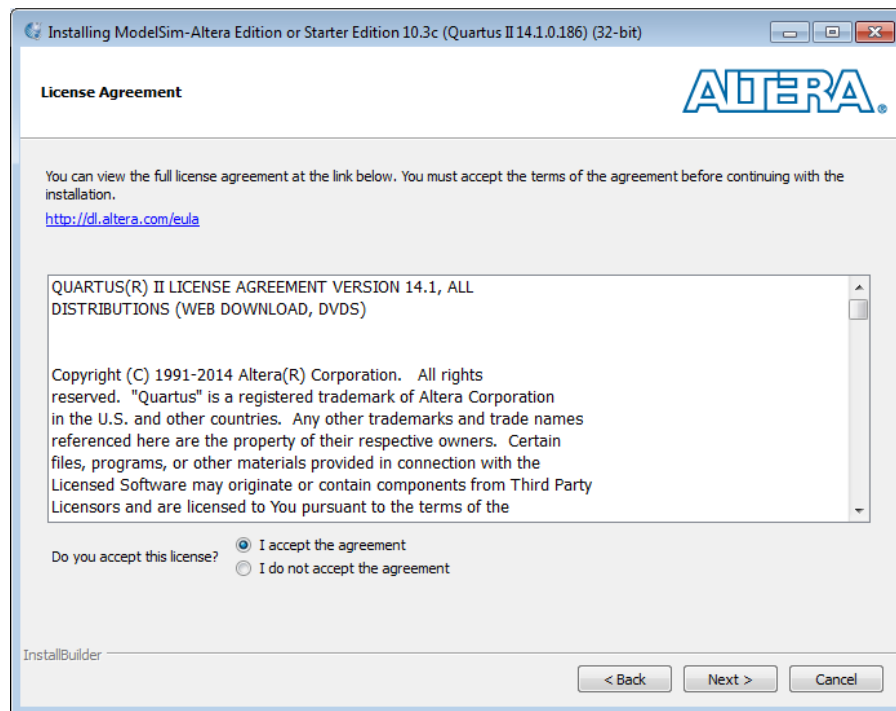 Installing ModelSim-Altera Edition or Starter Edition 10.3c (Quartus II 14.1.0.186) (32-bit)
License Agreement
ALTERA®
You can view the full license agreement at the link below. You must accept the terms of the agreement before continuing with the
installation.
http://dl.altera.com/eula
QUARTUS(R) II LICENSE AGREEMENT VERSION 14.1, ALL
DISTRIBUTIONS (WEB DOWNLOAD, DVDS)
Copyright (C) 1991-2014 Altera(R) Corporation.   All rights
reserved.  "Quartus" is a registered trademark of Altera Corporation
in the U.S. and other countries.  Any other trademarks and trade names
referenced here are the property of their respective owners.  Certain
files, programs, or other materials provided in connection with the
Licensed Software may originate or contain components from Third Party
Licensors and are licensed to You pursuant to the terms of the
Do you accept this license?
I accept the agreement
I do not accept the agreement
InstallBuilder
< Back Next > Cancel